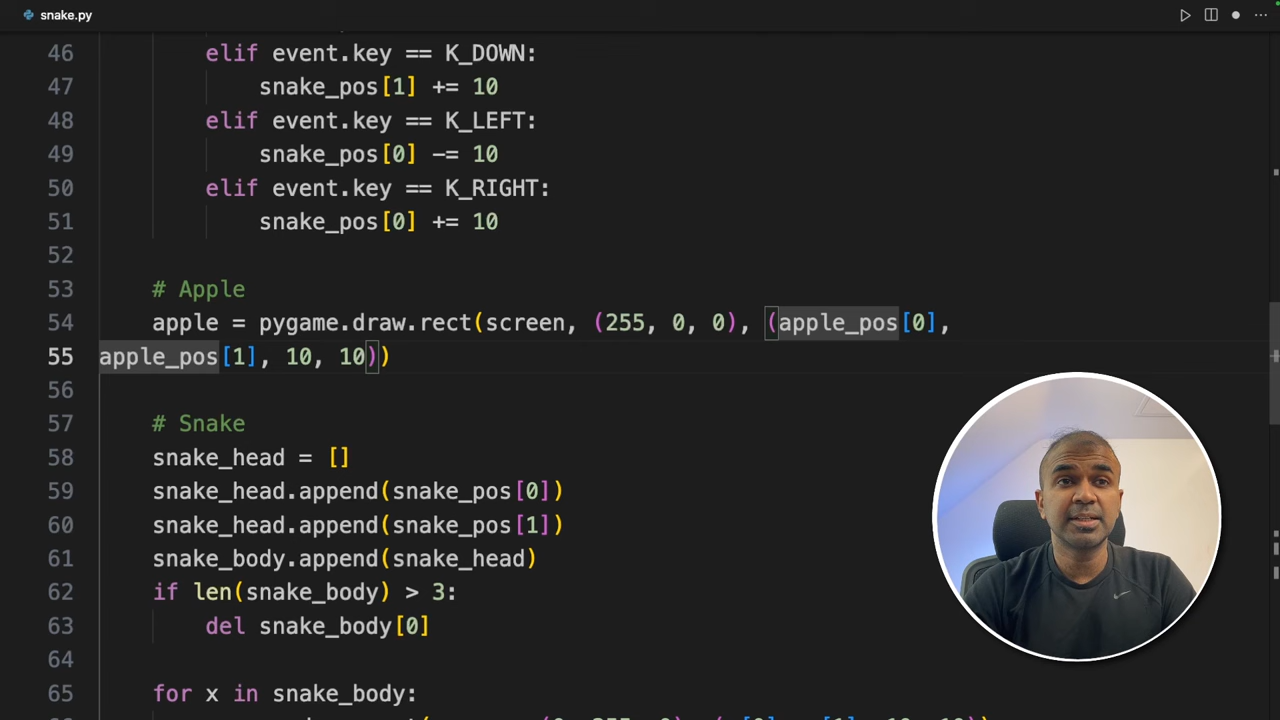 snake.py
46 elif event.key == K_DOWN:
47 snake_pos[1] += 10
48 elif event.key == K_LEFT:
49 snake_pos[0] -= 10
50 elif event.key == K_RIGHT:
51 snake_pos[0] += 10
52
53 # Apple
54 apple = pygame.draw.rect(screen, (255, 0, 0), (apple_pos[0],
55 apple_pos[1], 10, 10))
56
57 # Snake
58 snake_head = []
59 snake_head.append(snake_pos[0])
60 snake_head.append(snake_pos[1])
61 snake_body.append(snake_head)
62 if len(snake_body) > 3:
63 del snake_body[0]
64
65 for x in snake_body: